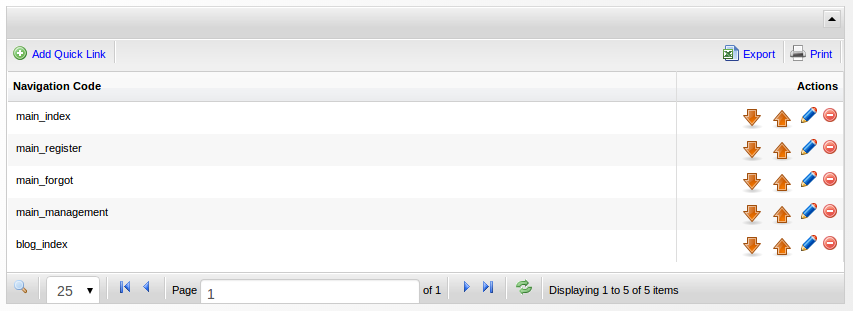 Add Quick Link Export Print
Navigation Code Actions
main_index
main_register
main_forgot
main_management
blog_index
25 Page 1 of 1 Displaying 1 to 5 of 5 items